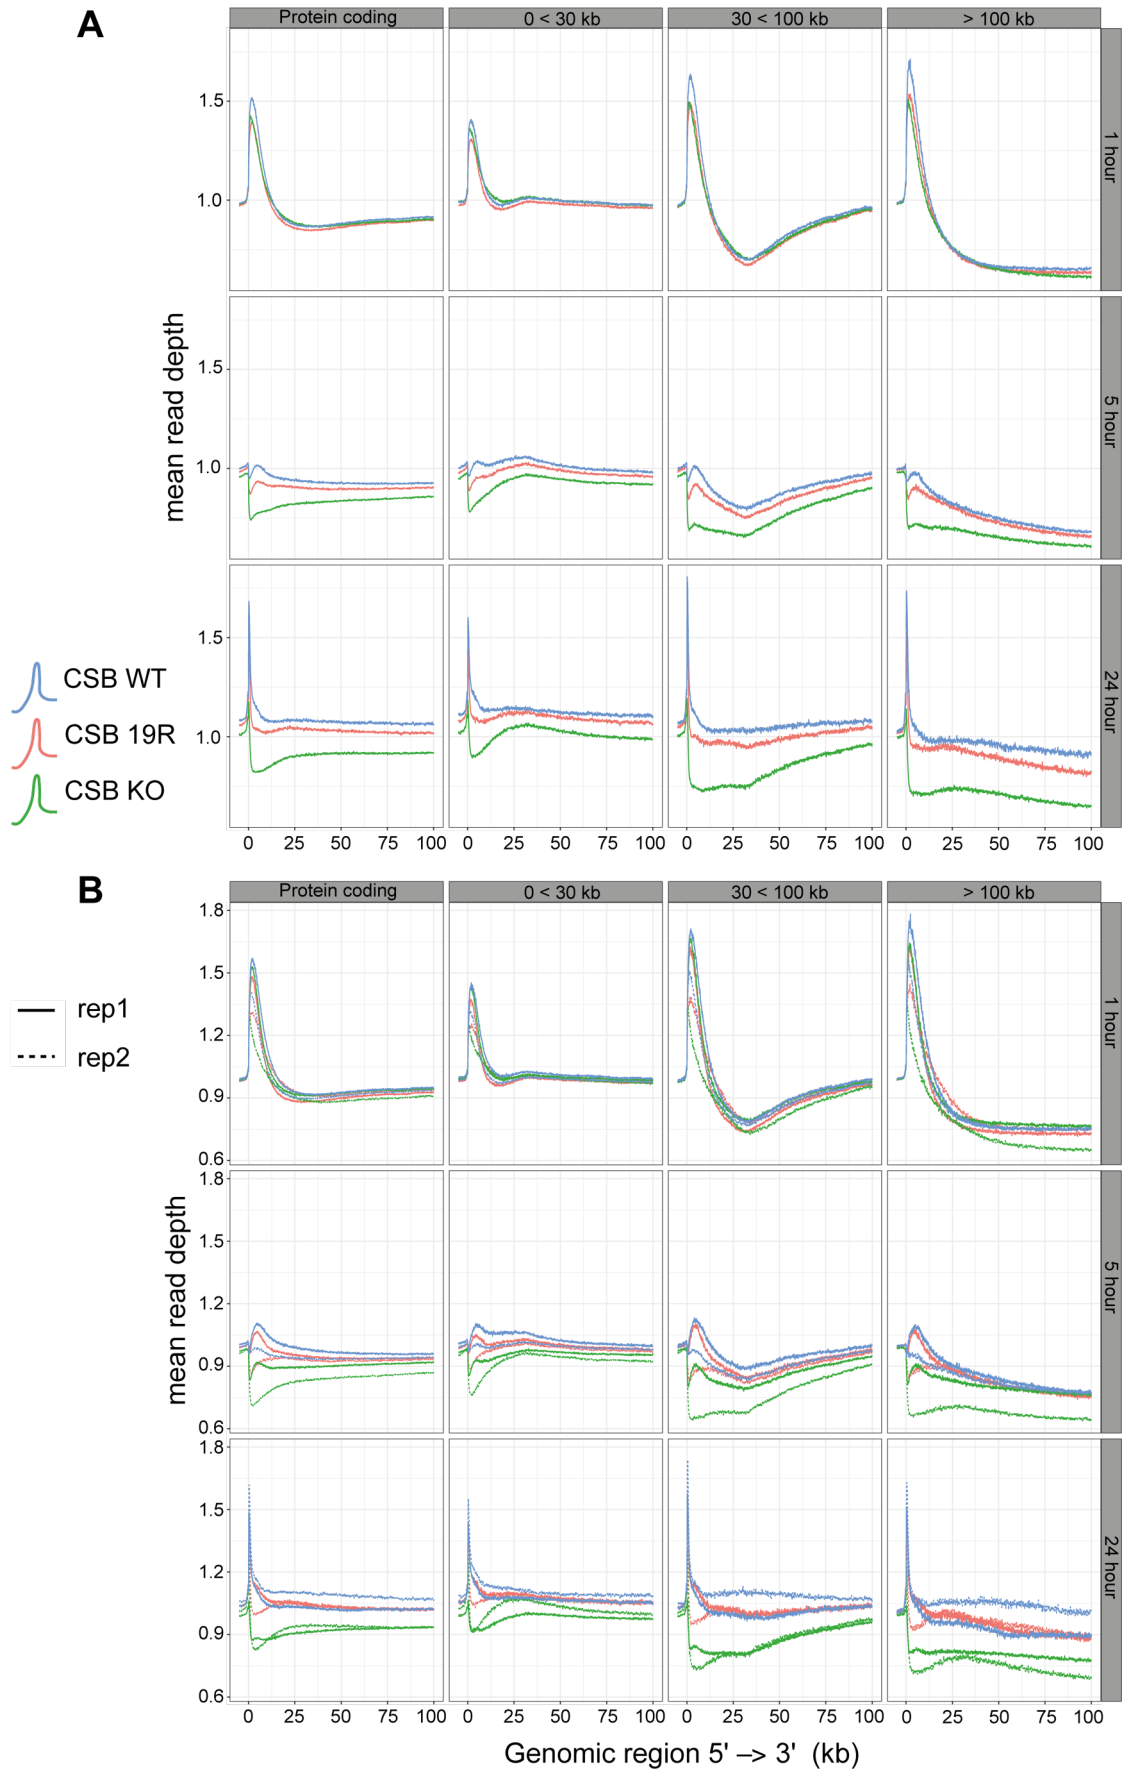 A
Protein coding
0 < 30 kb
30 < 100 kb
> 100 kb
1.5
1.0
1 hour
mean read depth
1.5
1.0
5 hour
1.5
1.0
24 hour
CSB WT
CSB 19R
CSB KO
0 25 50 75 100 0 25 50 75 100 0 25 50 75 100 0 25 50 75 100
B
Protein coding
0 < 30 kb
30 < 100 kb
> 100 kb
rep1
rep2
1.8
1.5
1.2
0.9
0.6
1 hour
mean read depth
1.8
1.5
1.2
0.9
0.6
5 hour
1.8
1.5
1.2
0.9
0.6
24 hour
0 25 50 75 100 0 25 50 75 100 0 25 50 75 100 0 25 50 75 100
Genomic region 5' –> 3' (kb)